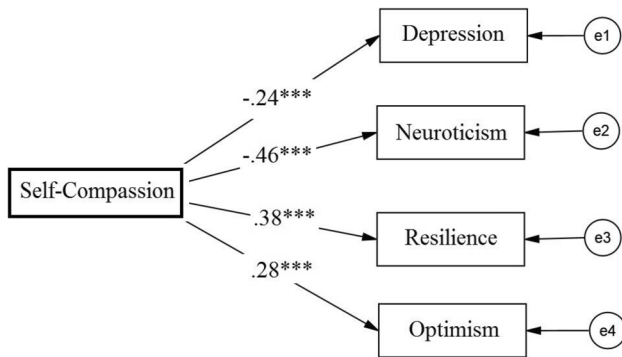 Depression
e1
-.24***
Neuroticism
e2
-.46***
Self-Compassion
.38***
Resilience
e3
.28***
Optimism
e4